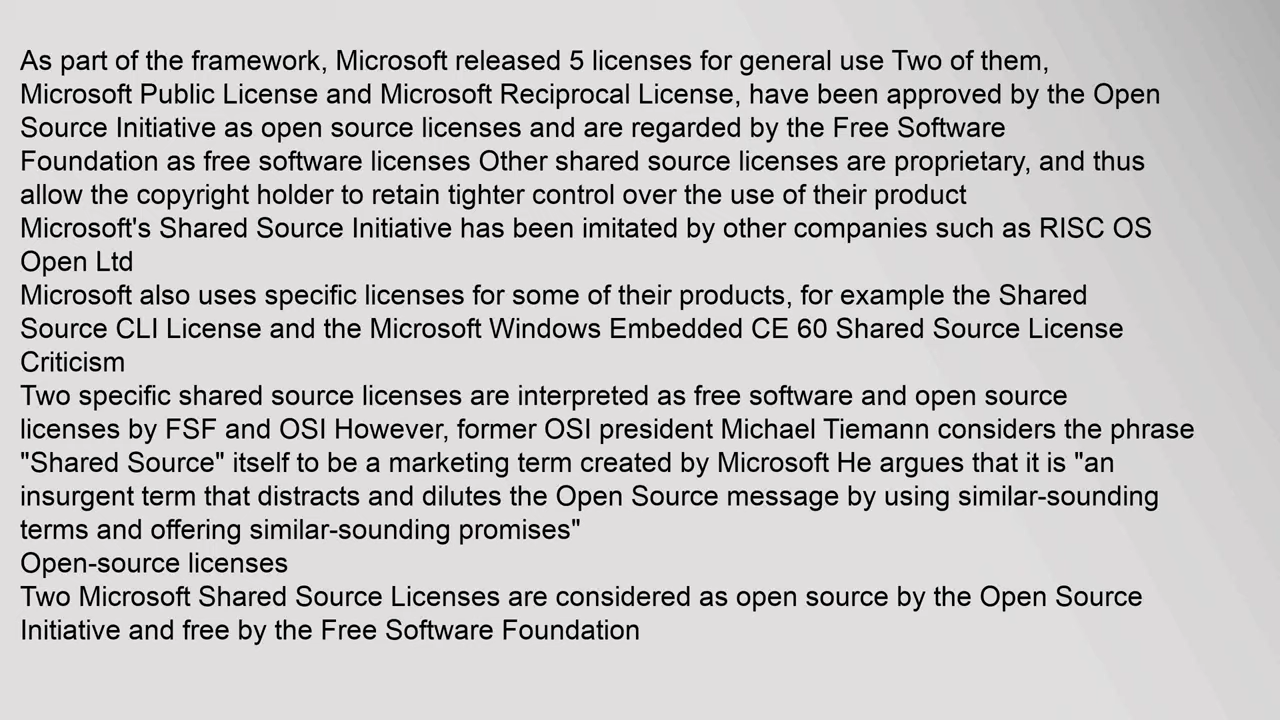 As part of the framework, Microsoft released 5 licenses for general use Two of them,
Microsoft Public License and Microsoft Reciprocal License, have been approved by the Open
Source Initiative as open source licenses and are regarded by the Free Software
Foundation as free software licenses Other shared source licenses are proprietary, and thus
allow the copyright holder to retain tighter control over the use of their product
Microsoft's Shared Source Initiative has been imitated by other companies such as RISC OS
Open Ltd
Microsoft also uses specific licenses for some of their products, for example the Shared
Source CLI License and the Microsoft Windows Embedded CE 60 Shared Source License
Criticism
Two specific shared source licenses are interpreted as free software and open source
licenses by FSF and OSI However, former OSI president Michael Tiemann considers the phrase
"Shared Source" itself to be a marketing term created by Microsoft He argues that it is "an
insurgent term that distracts and dilutes the Open Source message by using similar-sounding
terms and offering similar-sounding promises"
Open-source licenses
Two Microsoft Shared Source Licenses are considered as open source by the Open Source
Initiative and free by the Free Software Foundation